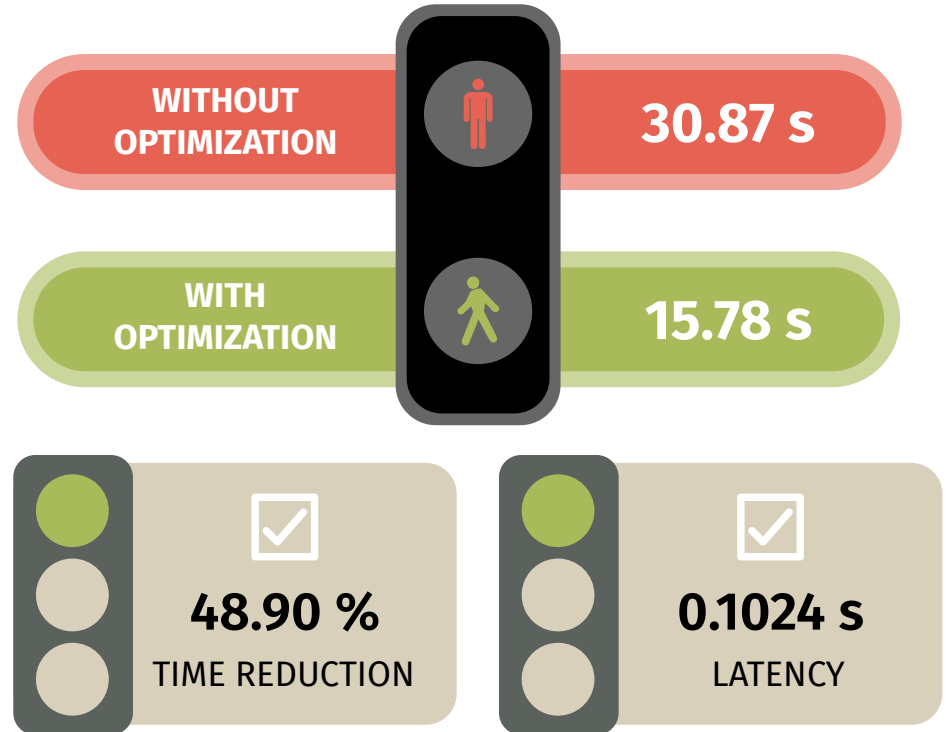 WITHOUT
OPTIMIZATION
30.87 s
WITH
OPTIMIZATION
15.78 s
48.90 %
TIME REDUCTION
0.1024 s
LATENCY